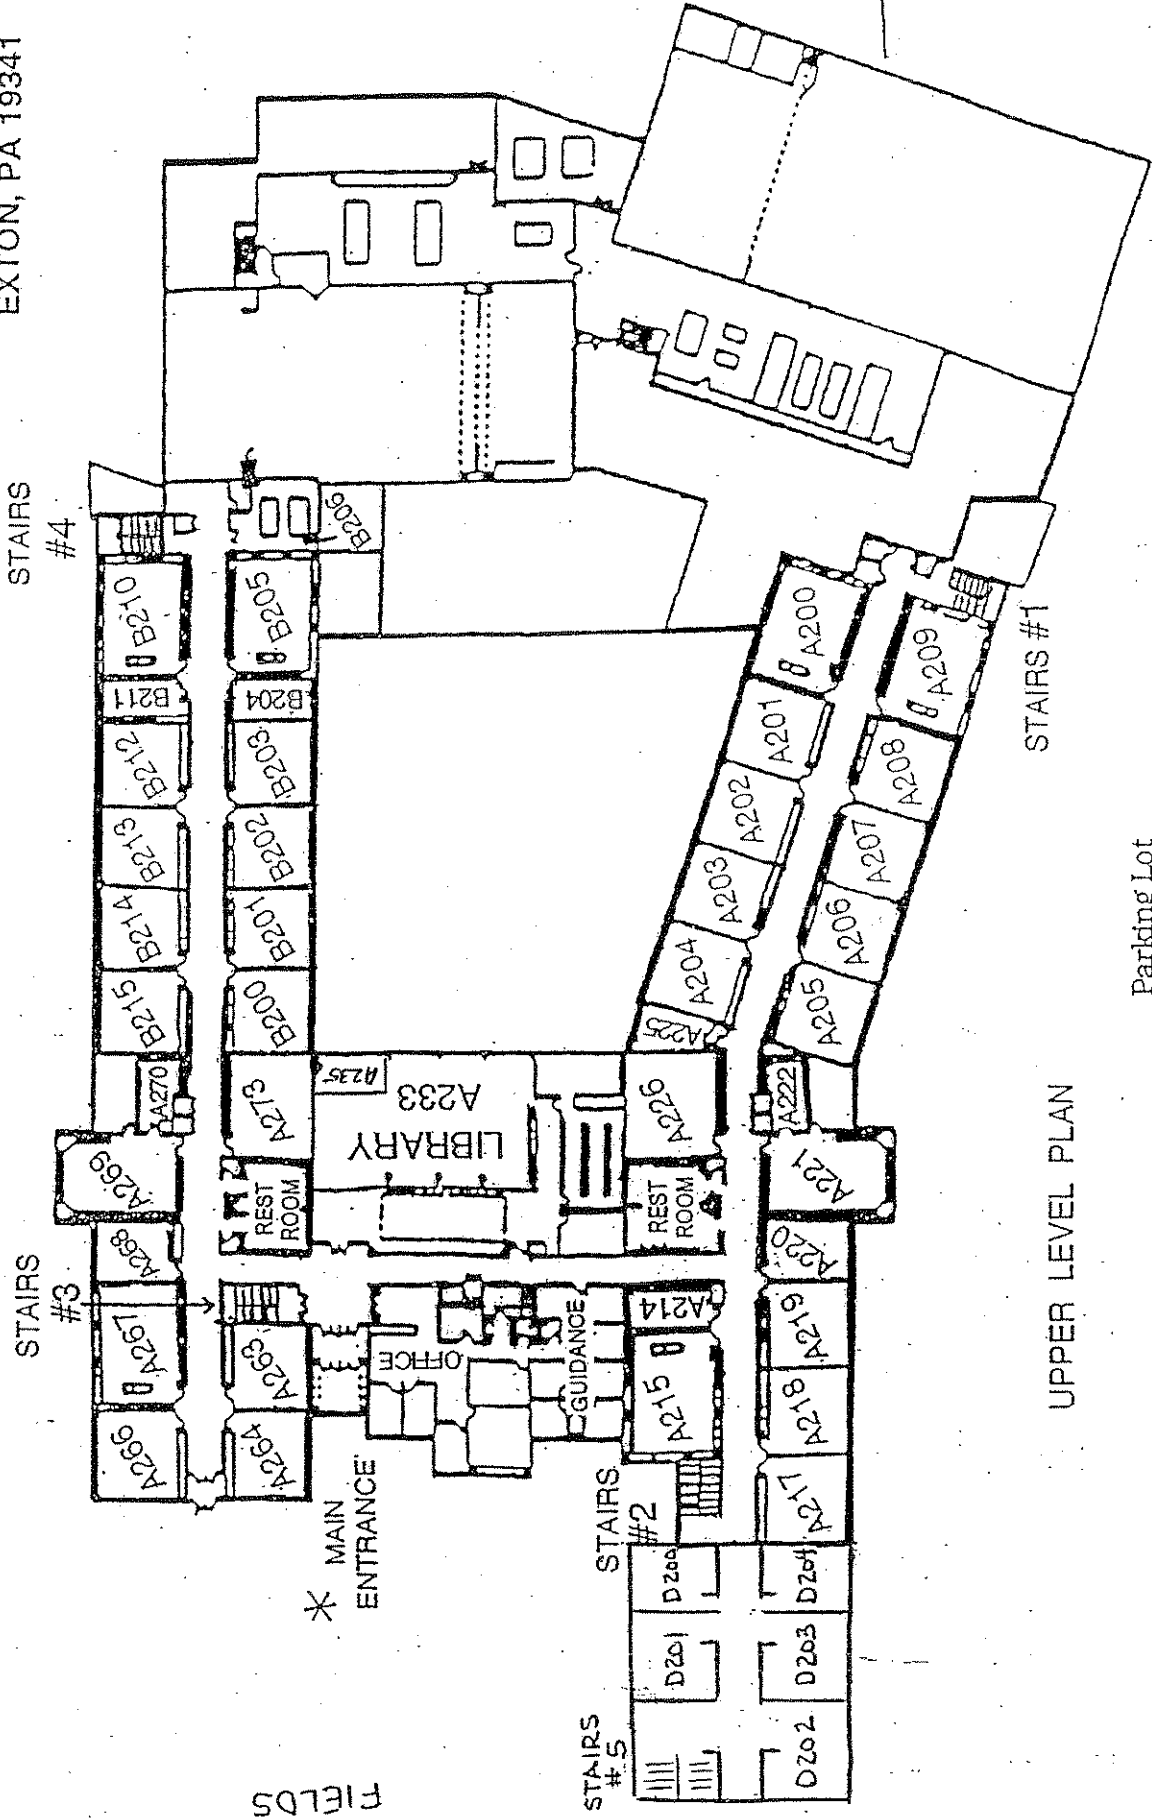 EXTON, PA 19341
STAIRS
#4
B210
B211
B212
B213
B214
B215
A270
A269
A268
A267
A266
STAIRS
#3
B205
B206
B204
B203
B202
B201
B200
A273
REST
ROOM
A263
A264
A235
LIBRARY
A233
OFFICE
GUIDANCE
* MAIN
ENTRANCE
A200
A201
A202
A203
A204
A225
A226
REST
ROOM
A214
A215
STAIRS
#2
A209
A208
A207
A206
A205
A222
A221
A220
A219
A218
A217
STAIRS #1
D200
D201
D204
D203
D202
STAIRS
#5
FIELDS
UPPER LEVEL PLAN
Parking Lot